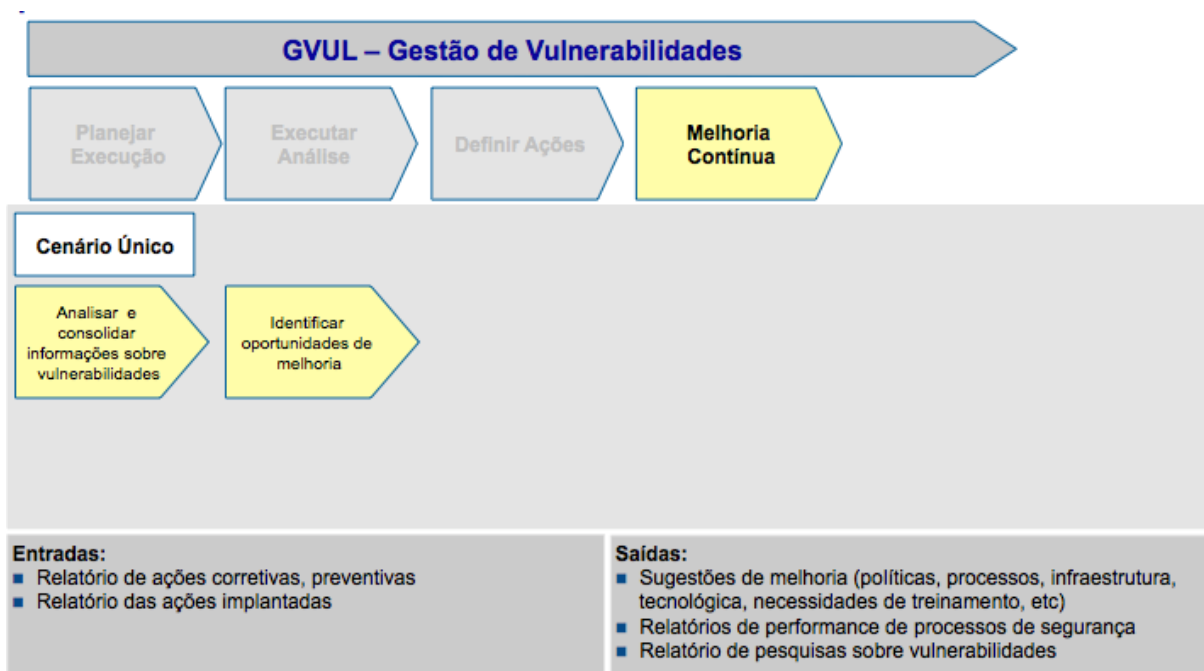 GVUL – Gestão de Vulnerabilidades
Planejar
Execução
Executar
Análise
Definir Ações
Melhoria
Contínua
Cenário Único
Analisar e
consolidar
informações sobre
vulnerabilidades
Identificar
oportunidades de
melhoria
Entradas:
Relatório de ações corretivas, preventivas
Relatório das ações implantadas
Saídas:
Sugestões de melhoria (políticas, processos, infraestrutura,
tecnológica, necessidades de treinamento, etc)
Relatórios de performance de processos de segurança
Relatório de pesquisas sobre vulnerabilidades